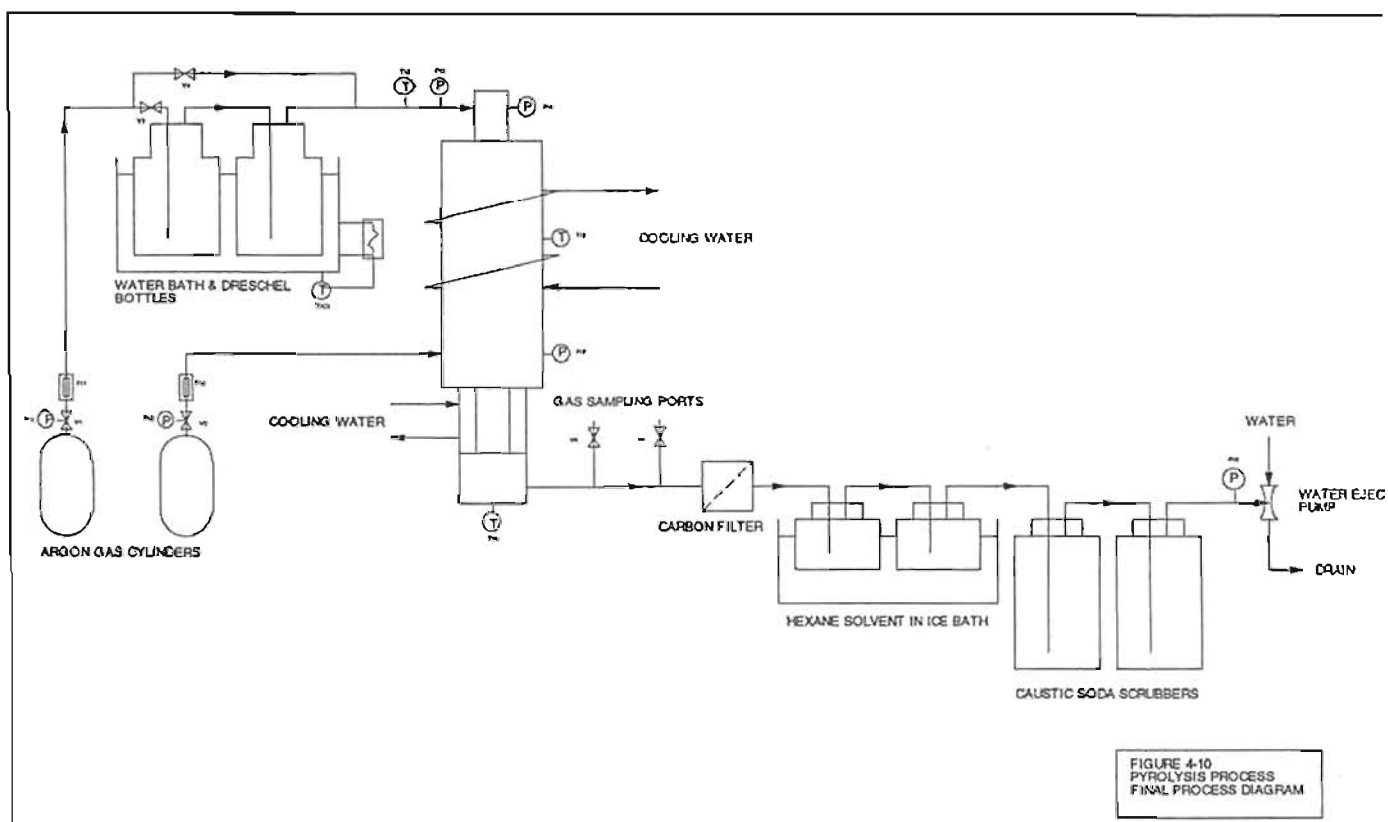 T
P
P
WATER BATH & DRESCHEL
BOTTLES
T
T
COOLING WATER
P
P
P
COOLING WATER
GAS SAMPLING PORTS
T
ARGON GAS CYLINDERS
CARBON FILTER
HEXANE SOLVENT IN ICE BATH
CAUSTIC SODA SCRUBBERS
WATER
P
WATER EJEC
PUMP
DRAIN
FIGURE 4-10
PYROLYSIS PROCESS
FINAL PROCESS DIAGRAM